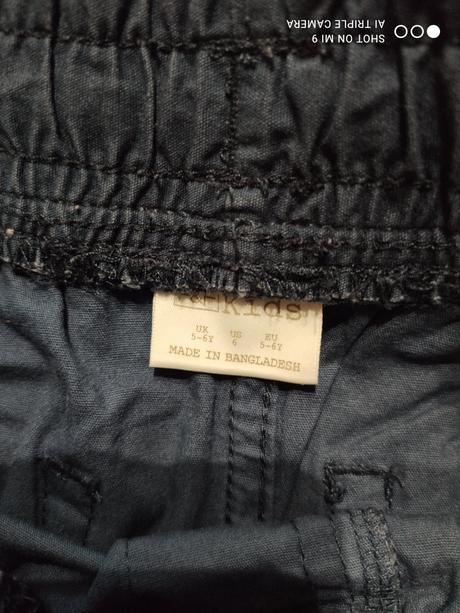 SHOT ON MI 9
AI TRIPLE CAMERA
Kids
UK US EU
5-6Y 6 5-6Y
MADE IN BANGLADESH